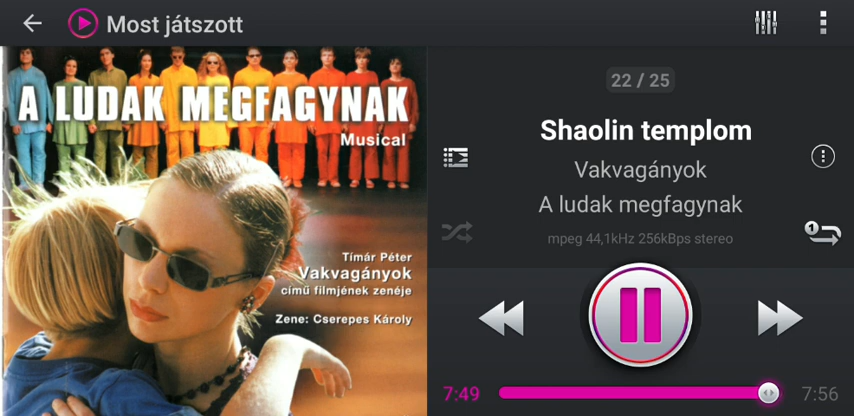 Most játszott
A LUDAK MEGFAGYNAK
Musical
Tímár Péter
Vakvagányok
című filmjének zenéje
Zene: Cserepes Károly
22 / 25
Shaolin templom
Vakvagányok
A ludak megfagynak
mpeg 44,1kHz 256kBps stereo
1
7:49
7:56